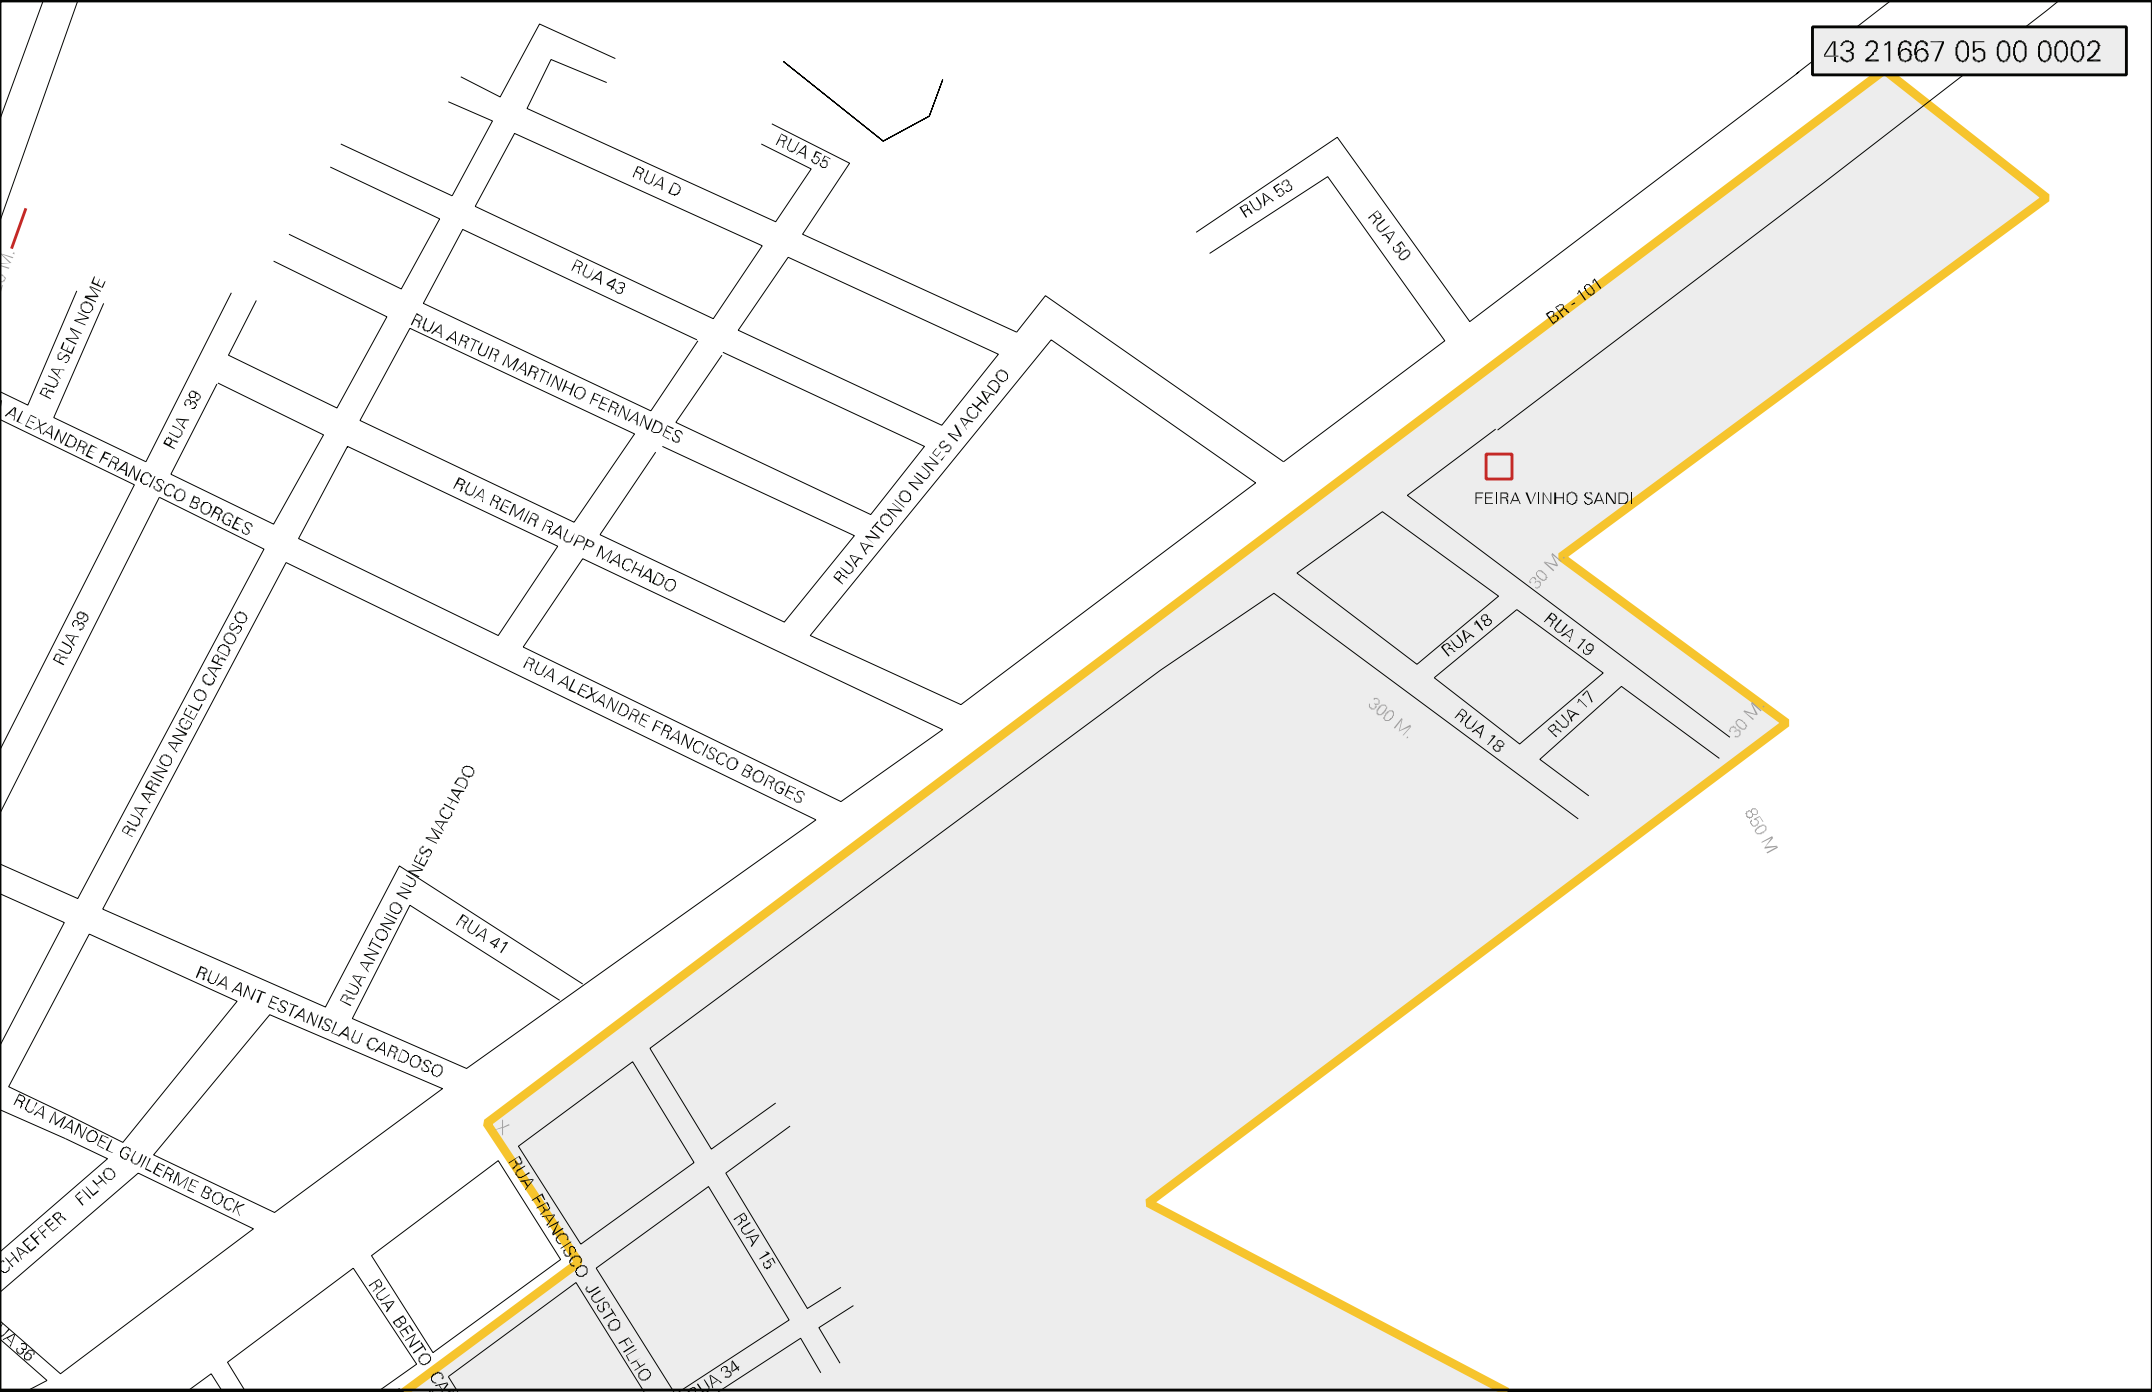 43 21667 05 00 0002
RUA 55
RUA D
RUA 53
RUA 50
RUA 43
BR - 101
RUA SEM NOME
RUA ARTUR MARTINHO FERNANDES
RUA 39
RUA ANTONIO NUNES MACHADO
ALEXANDRE FRANCISCO BORGES
RUA REMIR RAUPP MACHADO
FEIRA VINHO SANDI
30 M.
RUA 39
RUA ARINO ANGELO CARDOSO
RUA 18
RUA 19
RUA ALEXANDRE FRANCISCO BORGES
300 M.
RUA 18
RUA 17
30 M.
850 M
RUA ANTONIO NUNES MACHADO
RUA 41
RUA ANT ESTANISLAU CARDOSO
RUA MANOEL GUILERME BOCK
X
CHAEFFER FILHO
RUA FRANCISCO JUSTO FILHO
RUA 15
RUA BENTO CA
UA 36
RUA 34